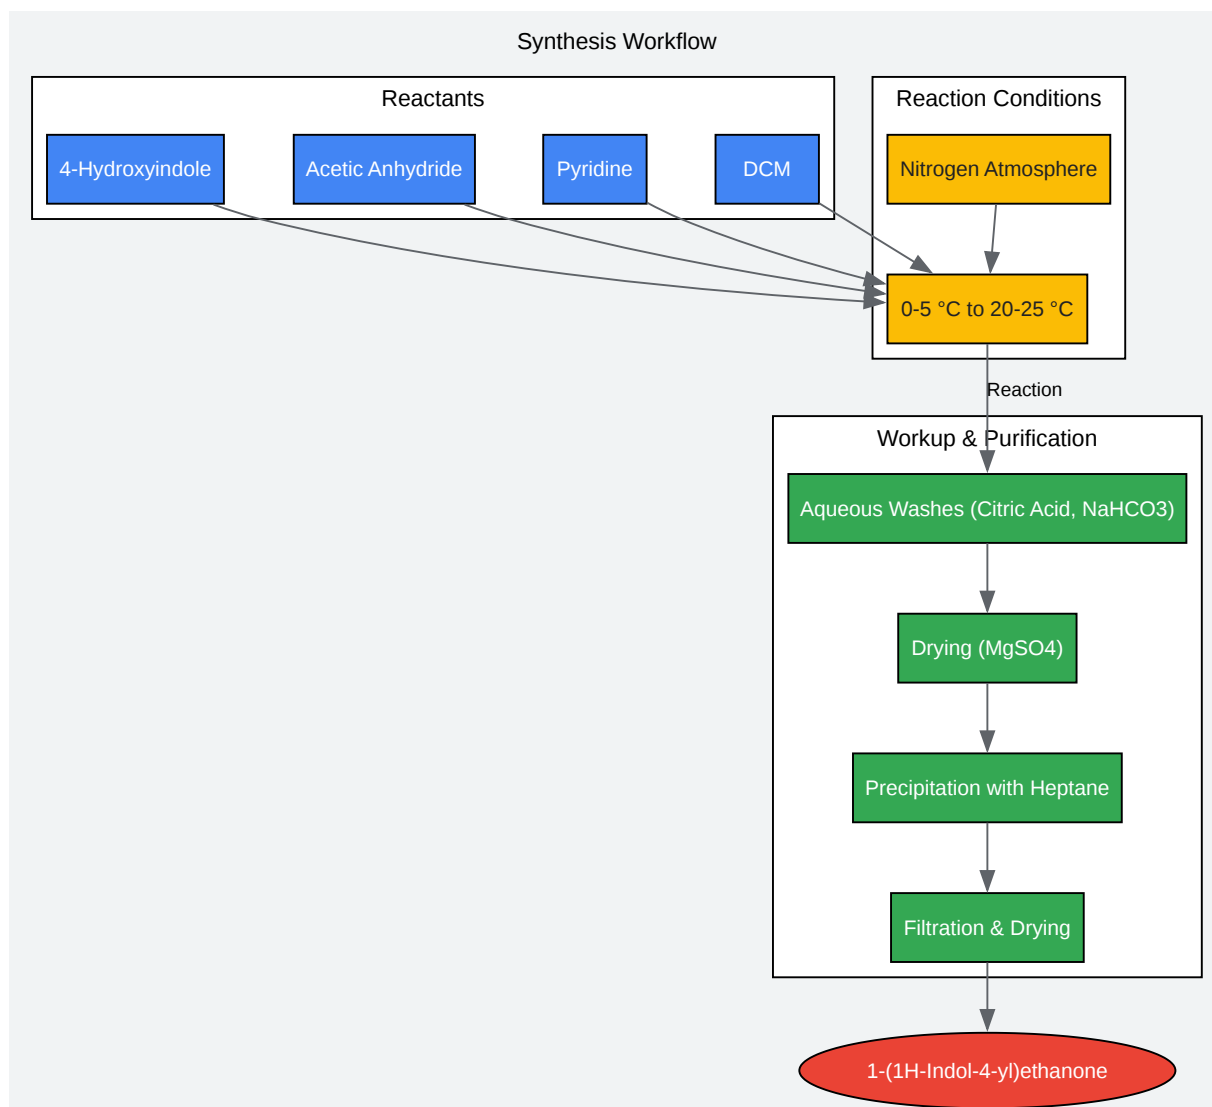 Synthesis Workflow
Reactants
Reaction Conditions
4-Hydroxyindole
Acetic Anhydride
Pyridine
DCM
Nitrogen Atmosphere
0-5 °C to 20-25 °C
Reaction
Workup & Purification
Aqueous Washes (Citric Acid, NaHCO3)
Drying (MgSO4)
Precipitation with Heptane
Filtration & Drying
1-(1H-Indol-4-yl)ethanone